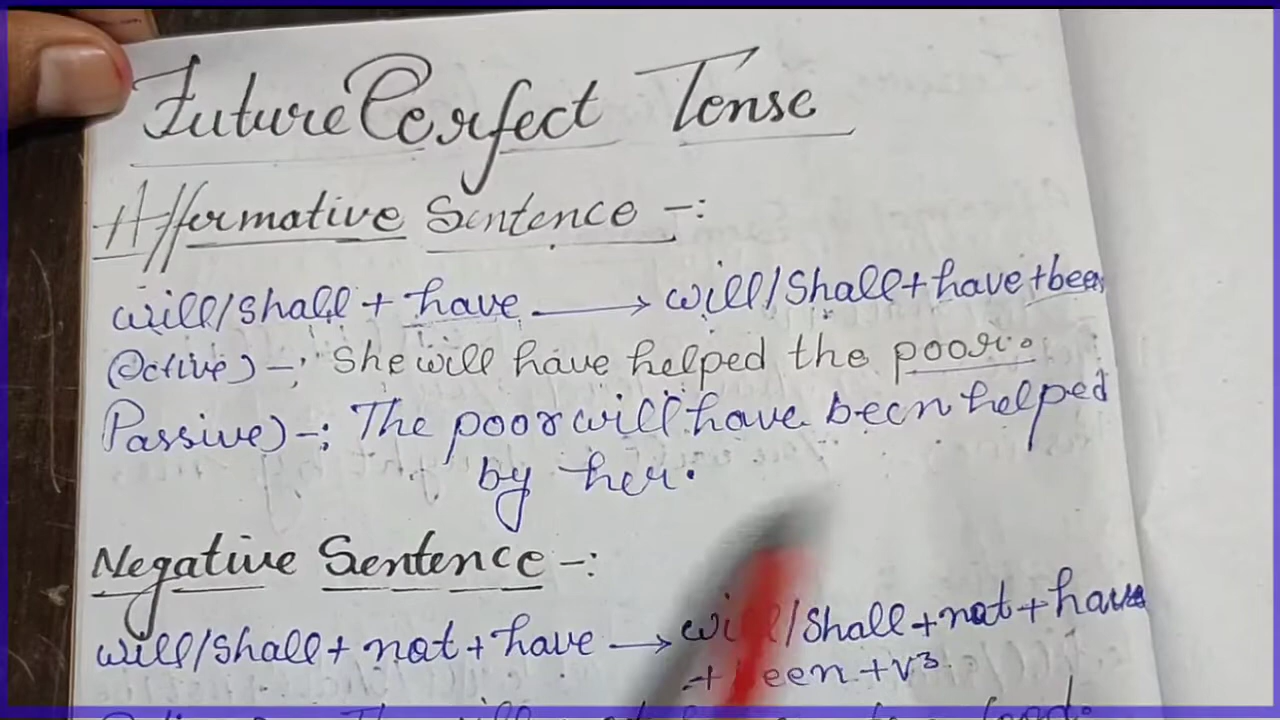 Future Perfect Tense
Affermative Sentence -:
will/shall + have → will/Shall+have+been
(Active) -: She will have helped the poor.
Passive) -: The poor will have been helped
by her.
Negative Sentence -:
will/shall + not + have → will/Shall+not+have
+been+v3